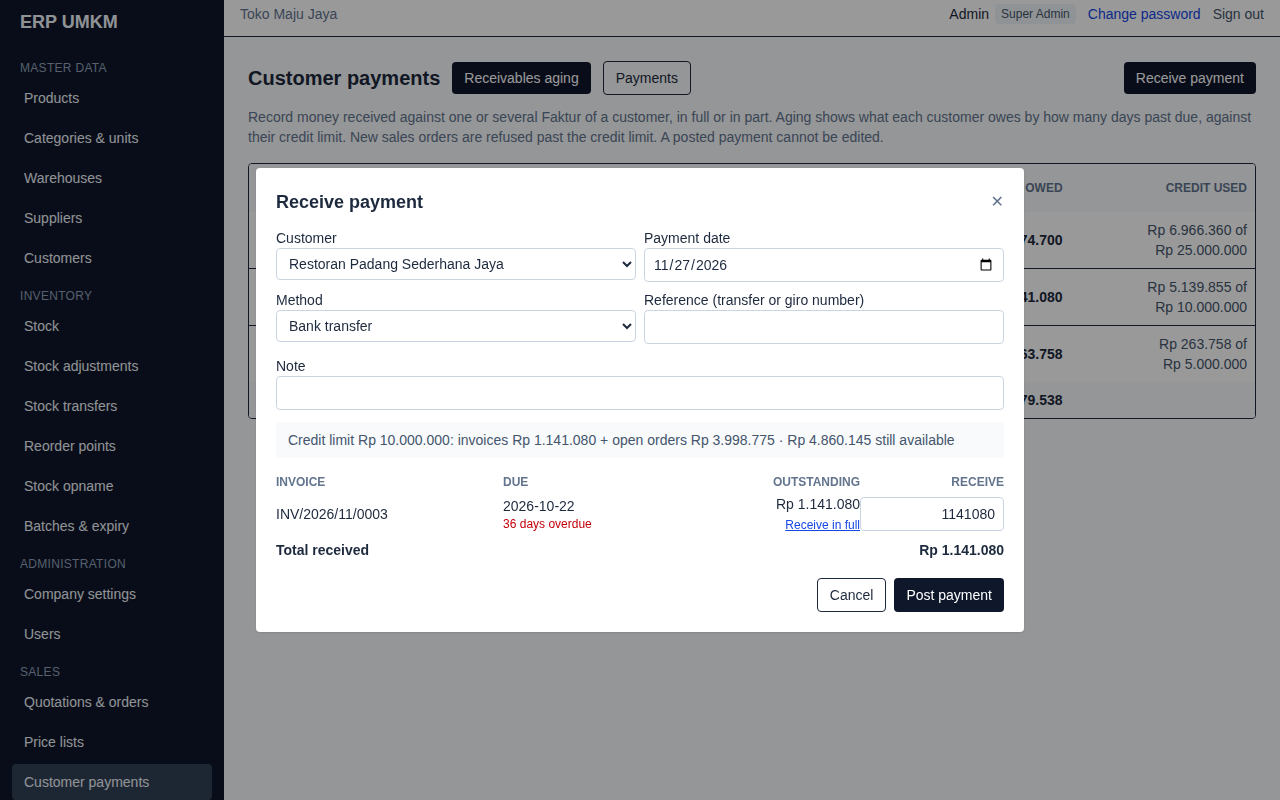 ERP UMKM
MASTER DATA
Products
Categories & units
Warehouses
Suppliers
Customers
INVENTORY
Stock
Stock adjustments
Stock transfers
Reorder points
Stock opname
Batches & expiry
ADMINISTRATION
Company settings
Users
SALES
Quotations & orders
Price lists
Customer payments
Toko Maju Jaya
Admin Super Admin Change password Sign out
Customer payments Receivables aging Payments Receive payment
Record money received against one or several Faktur of a customer, in full or in part. Aging shows what each customer owes by how many days past due, against
their credit limit. New sales orders are refused past the credit limit. A posted payment cannot be edited.
OWED CREDIT USED
74.700 Rp 6.966.360 of
Rp 25.000.000
41.080 Rp 5.139.855 of
Rp 10.000.000
63.758 Rp 263.758 of
Rp 5.000.000
79.538
Receive payment ✕
Customer Payment date
Restoran Padang Sederhana Jaya 11/27/2026
Method Reference (transfer or giro number)
Bank transfer
Note
Credit limit Rp 10.000.000: invoices Rp 1.141.080 + open orders Rp 3.998.775 · Rp 4.860.145 still available
INVOICE DUE OUTSTANDING RECEIVE
INV/2026/11/0003 2026-10-22 Rp 1.141.080 1141080
36 days overdue Receive in full
Total received Rp 1.141.080
Cancel Post payment